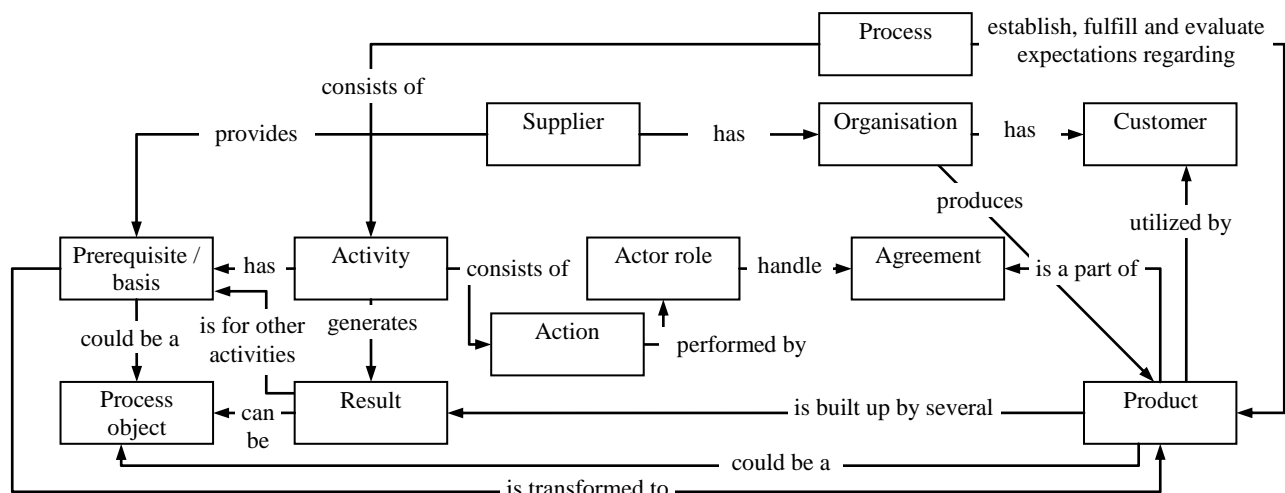 Process
establish, fulfill and evaluate
expectations regarding
consists of
provides
Supplier
has
Organisation
has
Customer
produces
utilized by
Prerequisite /
basis
has
Activity
consists of
Actor role
handle
Agreement
is a part of
could be a
is for other
activities
generates
Action
performed by
Process
object
can
be
Result
is built up by several
Product
could be a
is transformed to